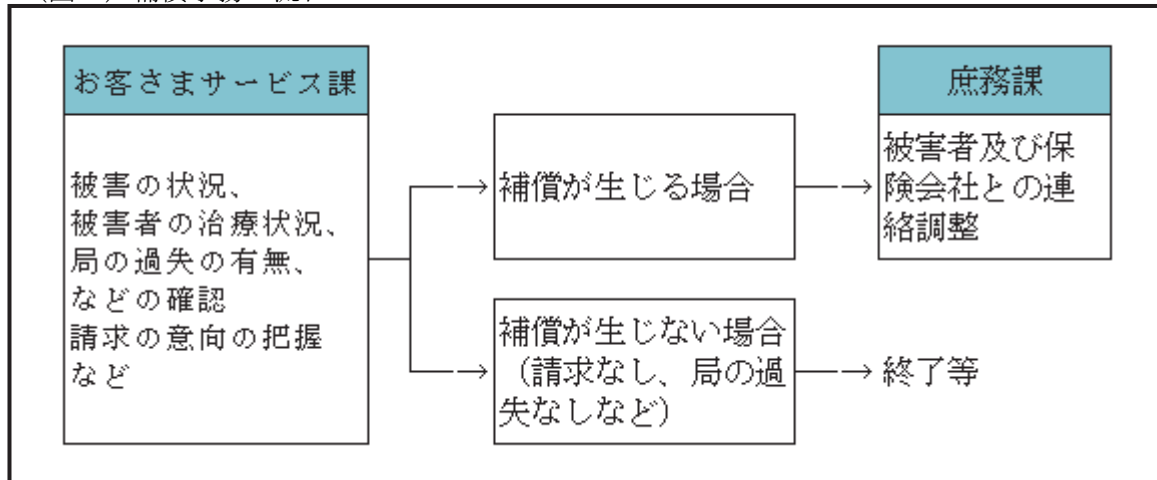 お客さまサービス課
被害の状況、
被害者の治療状況、
局の過失の有無、
などの確認
請求の意向の把握
など
補償が生じる場合
庶務課
被害者及び保
険会社との連
絡調整
補償が生じない場合
(請求なし、局の過
失なしなど)
終了等